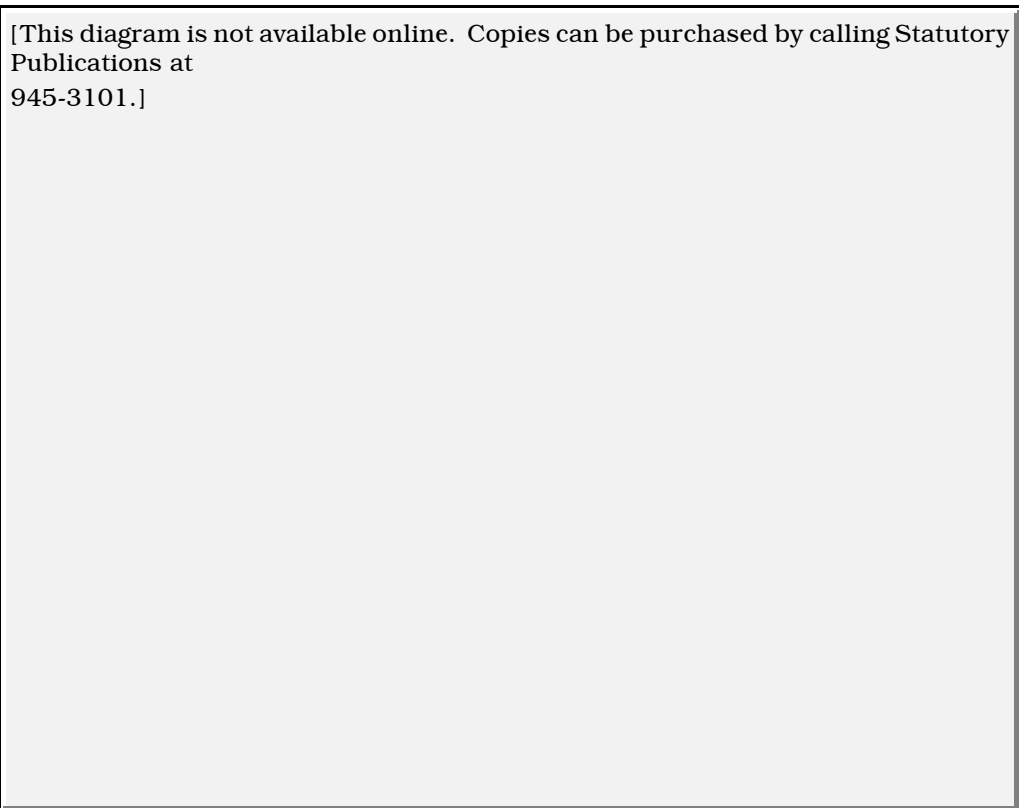 [This diagram is not available online.  Copies can be purchased by calling Statutory
Publications at
945-3101.]